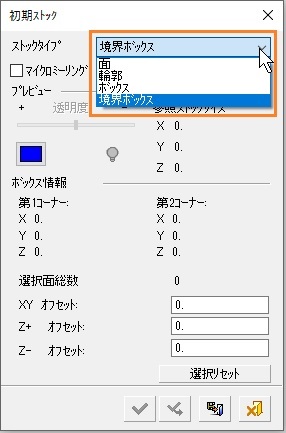 初期ストック
ストックタイプ
境界ボックス
面
輪郭
ボックス
境界ボックス
マイクロミーリング
プレビュー
+ 透明度
参照ストックサイズ
X 0.
Y 0.
Z 0.
ボックス情報
第1コーナー: 第2コーナー:
X 0. X 0.
Y 0. Y 0.
Z 0. Z 0.
選択面総数 0
XY オフセット: 0.
Z+ オフセット: 0.
Z- オフセット: 0.
選択リセット